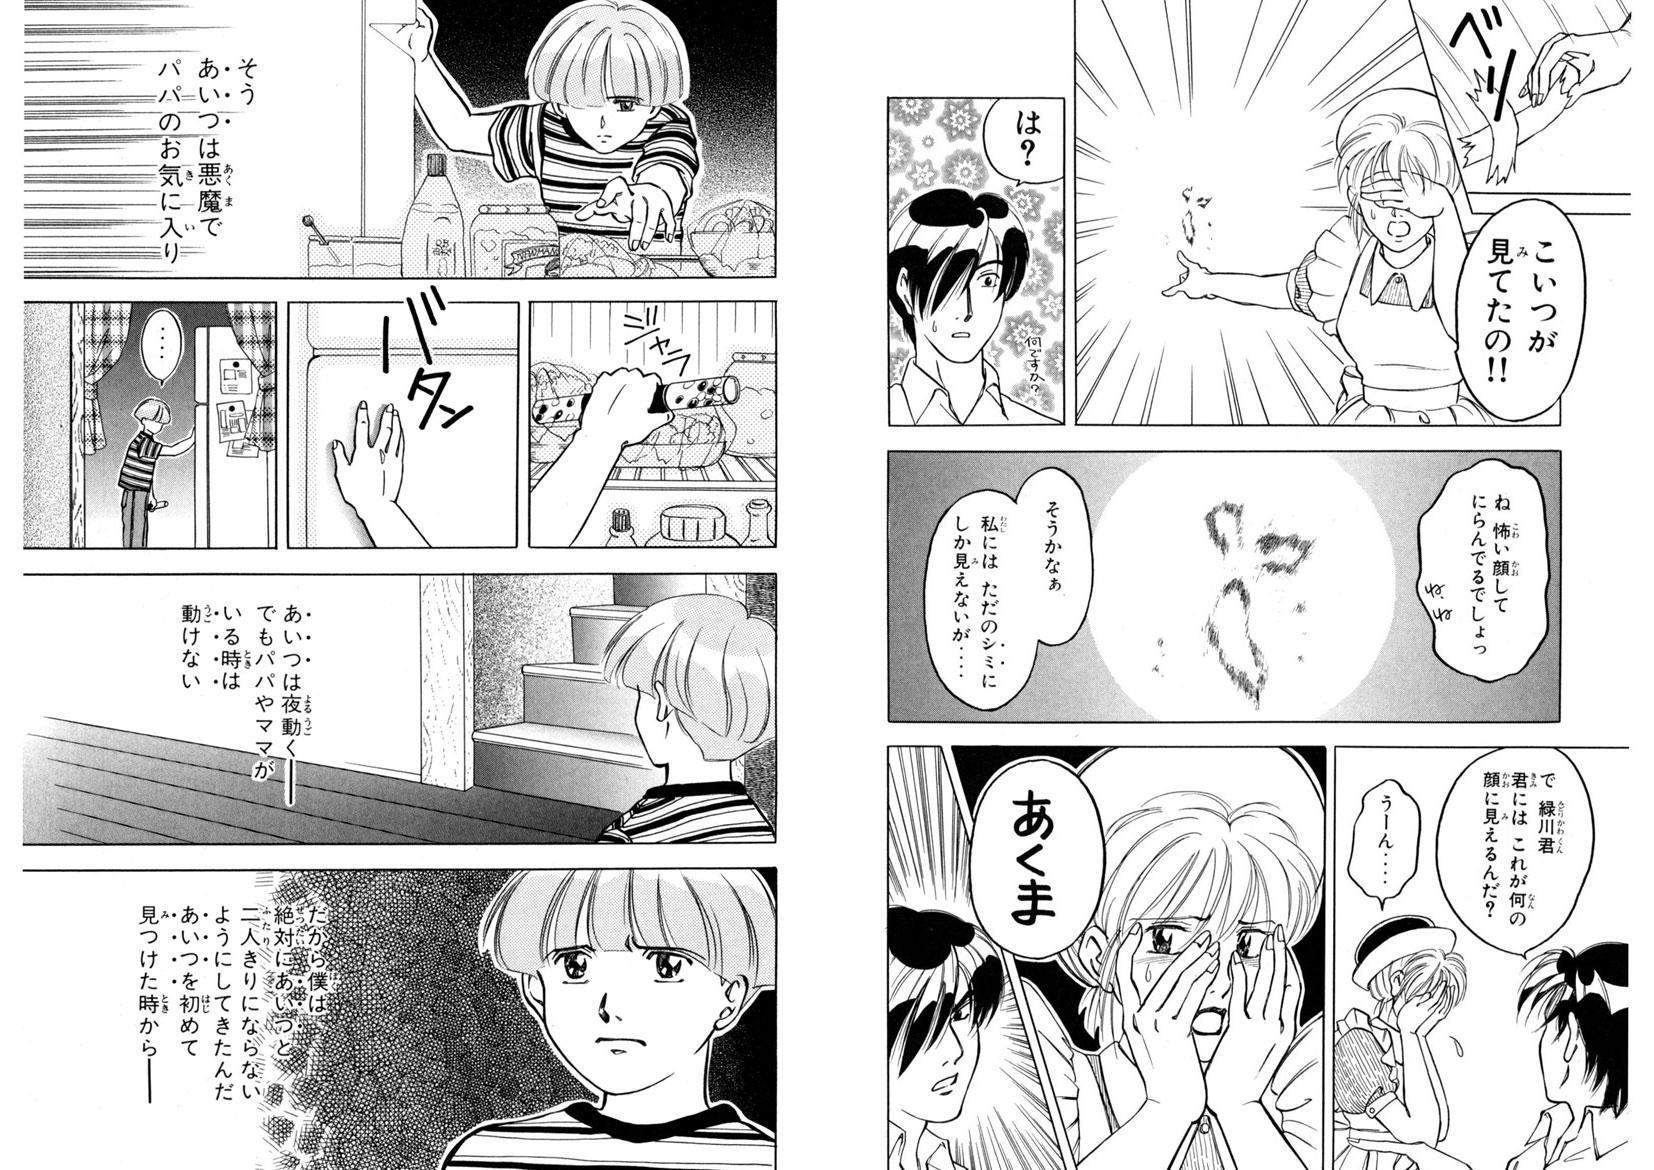 ベリッ
こいつが
見てたの!!
は?
何ですか?
ね 怖い顔して
にらんでるでしょっ
ね、
ね
そうかなぁ
私には ただのシミに
しか見えないが‥‥
で 緑川君
君には これが何の
顔に見えるんだ?
うーん‥‥
あくま
そう
あいつは悪魔で
パパのお気に入り
ジャラ
バタン
‥‥
あいつは夜動く──
でもパパやママが
いる時は
動けない
だから僕は
絶対にあいつと
二人きりにならない
ようにしてきたんだ
あいつを初めて
見つけた時から──